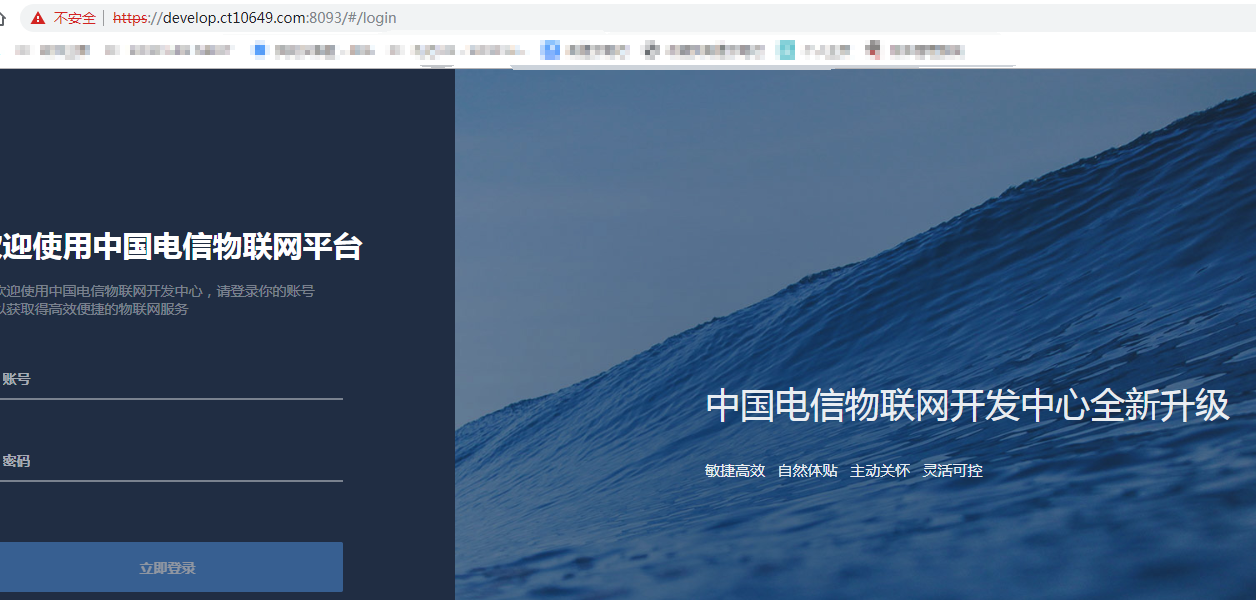 不安全 https://develop.ct10649.com:8093/#/login
迎使用中国电信物联网平台
欢迎使用中国电信物联网开发中心，请登录你的账号
以获取得高效便捷的物联网服务
账号
密码
立即登录
中国电信物联网开发中心全新升级
敏捷高效 自然体贴 主动关怀 灵活可控